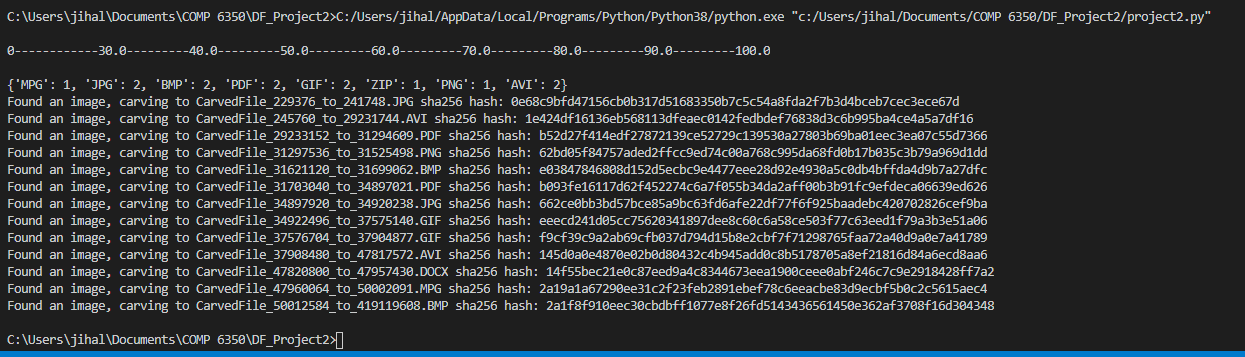 C:\Users\jihal\Documents\COMP 6350\DF_Project2>C:/Users/jihal/AppData/Local/Programs/Python/Python38/python.exe "c:/Users/jihal/Documents/COMP 6350/DF_Project2/project2.py"
0------------30.0---------40.0---------50.0---------60.0---------70.0---------80.0---------90.0---------100.0
{'MPG': 1, 'JPG': 2, 'BMP': 2, 'PDF': 2, 'GIF': 2, 'ZIP': 1, 'PNG': 1, 'AVI': 2}
Found an image, carving to CarvedFile_229376_to_241748.JPG sha256 hash: 0e68c9bfd47156cb0b317d51683350b7c5c54a8fda2f7b3d4bceb7cec3ece67d
Found an image, carving to CarvedFile_245760_to_29231744.AVI sha256 hash: 1e424df16136eb568113dfeaec0142fedbdef76838d3c6b995ba4ce4a5a7df16
Found an image, carving to CarvedFile_29233152_to_31294609.PDF sha256 hash: b52d27f414edf27872139ce52729c139530a27803b69ba01eec3ea07c55d7366
Found an image, carving to CarvedFile_31297536_to_31525498.PNG sha256 hash: 62bd05f84757aded2ffcc9ed74c00a768c995da68fd0b17b035c3b79a969d1dd
Found an image, carving to CarvedFile_31621120_to_31699062.BMP sha256 hash: e03847846808d152d5ecbc9e4477eee28d92e4930a5c0db4bffda4d9b7a27dfc
Found an image, carving to CarvedFile_31703040_to_34897021.PDF sha256 hash: b093fe16117d62f452274c6a7f055b34da2aff00b3b91fc9efdeca06639ed626
Found an image, carving to CarvedFile_34897920_to_34920238.JPG sha256 hash: 662ce0bb3bd57bce85a9bc63fd6afe22df77f6f925baadebc420702826cef9ba
Found an image, carving to CarvedFile_34922496_to_37575140.GIF sha256 hash: eeecd241d05cc75620341897dee8c60c6a58ce503f77c63eed1f79a3b3e51a06
Found an image, carving to CarvedFile_37576704_to_37904877.GIF sha256 hash: f9cf39c9a2ab69cfb037d794d15b8e2cbf7f71298765faa72a40d9a0e7a41789
Found an image, carving to CarvedFile_37908480_to_47817572.AVI sha256 hash: 145d0a0e4870e02b0d80432c4b945add0c8b5178705a8ef21816d84a6ecd8aa6
Found an image, carving to CarvedFile_47820800_to_47957430.DOCX sha256 hash: 14f55bec21e0c87eed9a4c8344673eea1900ceee0abf246c7c9e2918428ff7a2
Found an image, carving to CarvedFile_47960064_to_50002091.MPG sha256 hash: 2a19a1a67290ee31c2f23feb2891ebef78c6eeacbe83d9ecbf5b0c2c5615aec4
Found an image, carving to CarvedFile_50012584_to_419119608.BMP sha256 hash: 2a1f8f910eec30cbdbff1077e8f26fd5143436561450e362af3708f16d304348
C:\Users\jihal\Documents\COMP 6350\DF_Project2>